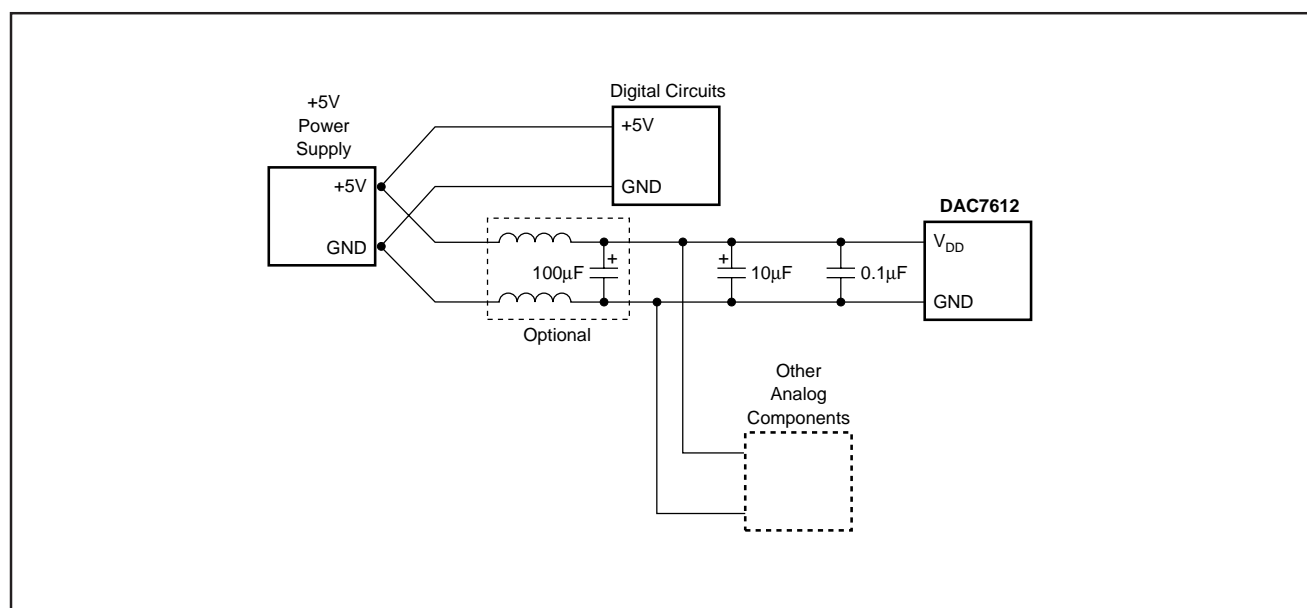 +5V
Power
Supply
+5V
GND
Digital Circuits
+5V
GND
100μF
+
Optional
+
10μF
0.1μF
DAC7612
VDD
GND
Other
Analog
Components